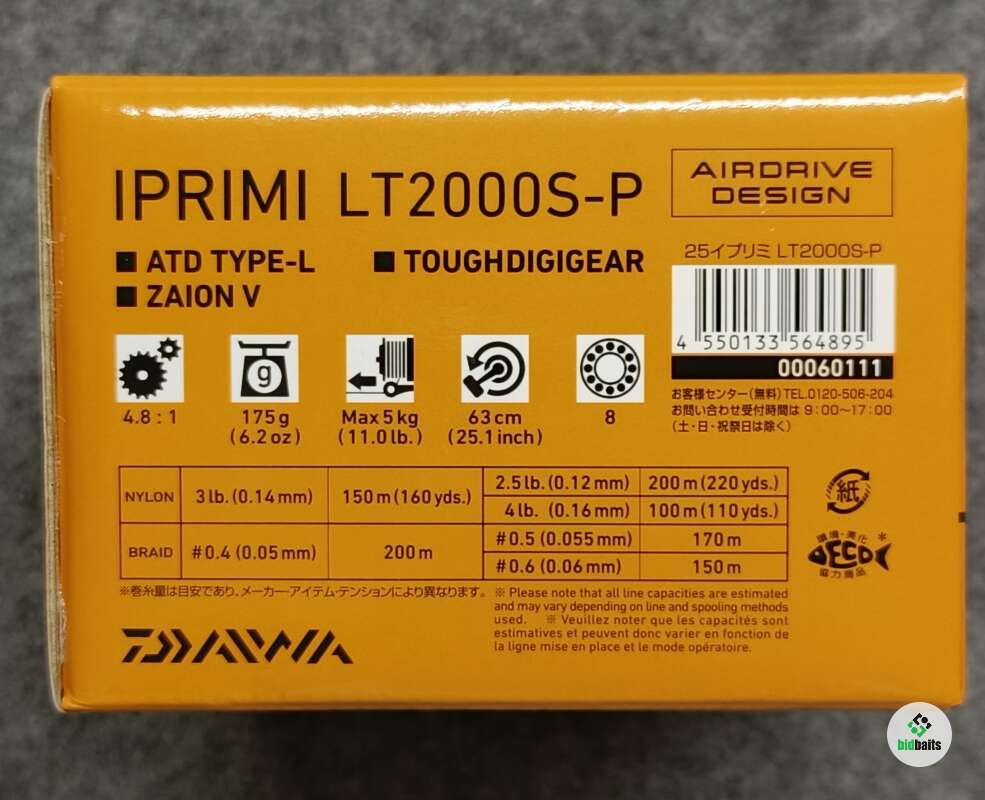 IPRIMI LT2000S-P
AIRDRIVE
DESIGN
■ ATD TYPE-L ■ TOUGHDIGIGEAR
■ ZAION V
25イプリミ LT2000S-P
4 550133 564895
00060111
お客様センター(無料)TEL.0120-506-204
お問い合わせ受付時間は 9:00〜17:00
(土・日・祝祭日は除く)
g
4.8 : 1
175g
(6.2 oz)
Max 5 kg
(11.0 lb.)
63 cm
(25.1 inch)
8
NYLON 3 lb. (0.14 mm) 150 m (160 yds.)
2.5 lb. (0.12 mm) 200 m (220 yds.)
4 lb. (0.16 mm) 100 m (110 yds.)
BRAID #0.4 (0.05 mm) 200 m
#0.5 (0.055 mm) 170 m
#0.6 (0.06 mm) 150 m
紙
環境・美化
ECO
協力商品
※巻糸量は目安であり、メーカー・アイテム・テンションにより異なります。
※ Please note that all line capacities are estimated
and may vary depending on line and spooling methods
used. ※ Veuillez noter que les capacités sont
estimatives et peuvent donc varier en fonction de
la ligne mise en place et le mode opératoire.
DAIWA
bidbaits